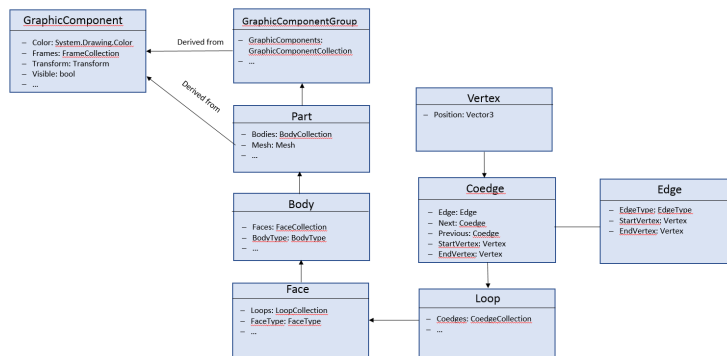 GraphicComponent
– Color: System.Drawing.Color
– Frames: FrameCollection
– Transform: Transform
– Visible: bool
– ...
Derived from
Derived from
GraphicComponentGroup
– GraphicComponents:
GraphicComponentCollection
– ...
Part
– Bodies: BodyCollection
– Mesh: Mesh
– ...
Body
– Faces: FaceCollection
– BodyType: BodyType
– ...
Face
– Loops: LoopCollection
– FaceType: FaceType
– ...
Vertex
– Position: Vector3
Coedge
– Edge: Edge
– Next: Coedge
– Previous: Coedge
– StartVertex: Vertex
– EndVertex: Vertex
Edge
– EdgeType: EdgeType
– StartVertex: Vertex
– EndVertex: Vertex
Loop
– Coedges: CoedgeCollection
– ...